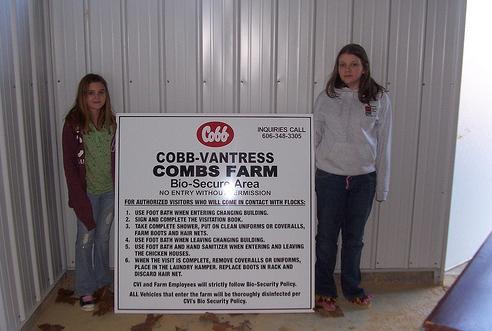 Cobb
INQUIRIES CALL
606-348-3305
COBB-VANTRESS
COMBS FARM
Bio-Secure Area
NO ENTRY WITHOUT PERMISSION
FOR AUTHORIZED VISITORS WHO WILL COME IN CONTACT WITH FLOCKS:
1. USE FOOT BATH WHEN ENTERING CHANGING BUILDING.
2. SIGN AND COMPLETE THE VISITATION BOOK.
3. TAKE COMPLETE SHOWER, PUT ON CLEAN UNIFORMS OR COVERALLS,
FARM BOOTS AND HAIR NETS.
4. USE FOOT BATH WHEN LEAVING CHANGING BUILDING.
5. USE FOOT BATH AND HAND SANITIZER WHEN ENTERING AND LEAVING
THE CHICKEN HOUSES.
6. WHEN THE VISIT IS COMPLETE, REMOVE COVERALLS OR UNIFORMS,
PLACE IN THE LAUNDRY HAMPER. REPLACE BOOTS IN RACK AND
DISCARD HAIR NET.
CVI and Farm Employees will strictly follow Bio-Security Policy.
ALL Vehicles that enter the farm will be thoroughly disinfected per
CVI's Bio Security Policy.